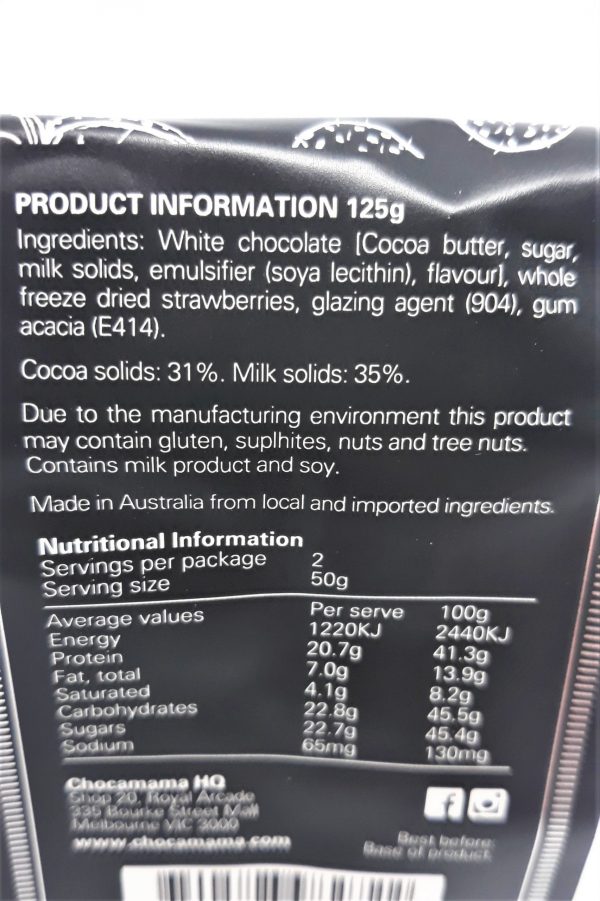 PRODUCT INFORMATION 125g
Ingredients: White chocolate [Cocoa butter, sugar,
milk solids, emulsifier (soya lecithin), flavour], whole
freeze dried strawberries, glazing agent (904), gum
acacia (E414).
Cocoa solids: 31%. Milk solids: 35%.
Due to the manufacturing environment this product
may contain gluten, suplhites, nuts and tree nuts.
Contains milk product and soy.
Made in Australia from local and imported ingredients.
Nutritional Information
Servings per package 2
Serving size 50g
Average values Per serve 100g
Energy 1220KJ 2440KJ
Protein 20.7g 41.3g
Fat, total 7.0g 13.9g
Saturated 4.1g 8.2g
Carbohydrates 22.8g 45.5g
Sugars 22.7g 45.4g
Sodium 65mg 130mg
Chocamama HQ
Shop 20, Royal Arcade
335 Bourke Street Mall
Melbourne VIC 3000
www.chocamama.com
Best before:
Base of product